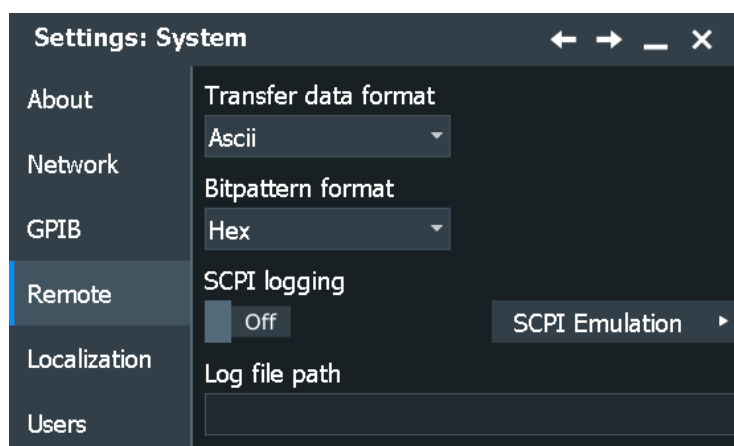 Settings: System
About
Network
GPIB
Remote
Localization
Users
Transfer data format
Ascii
Bitpattern format
Hex
SCPI logging
Off
SCPI Emulation
Log file path